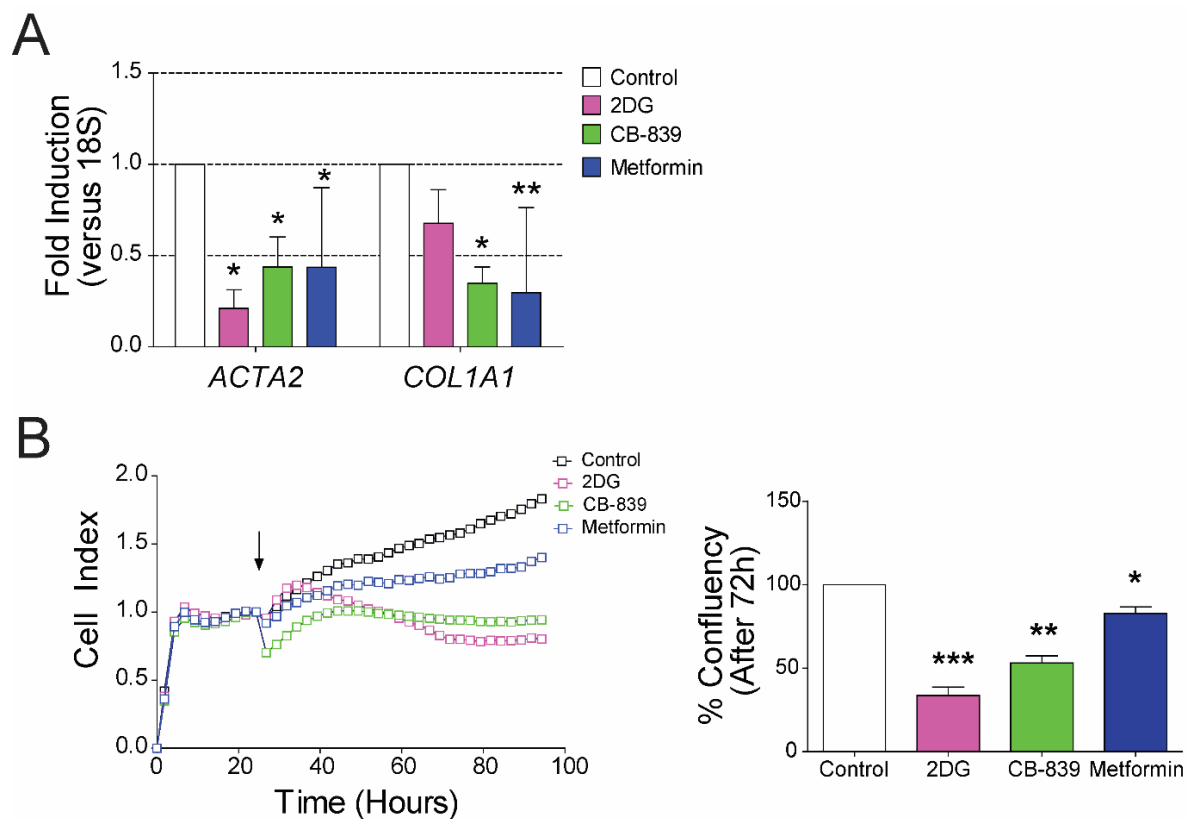 A
Fold Induction
(versus 18S)
1.5
1.0
0.5
0.0
* * * * **
ACTA2 COL1A1
Control
2DG
CB-839
Metformin
B
Cell Index
2.0
1.5
1.0
0.5
0.0
0 20 40 60 80 100
Time (Hours)
Control
2DG
CB-839
Metformin
% Confluency
(After 72h)
150
100
50
0
*** ** *
Control 2DG CB-839 Metformin